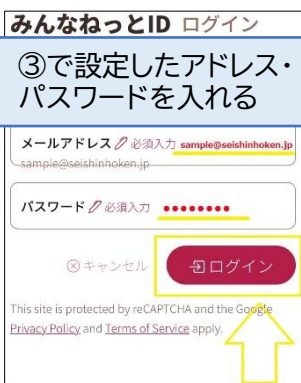 みんなねっとID ログイン
③で設定したアドレス・
パスワードを入れる
メールアドレス 必須入力 sample@seishinhoken.jp
sample@seishinhoken.jp
パスワード 必須入力 ●●●●●●●●
キャンセル ログイン
This site is protected by reCAPTCHA and the Google
Privacy Policy and Terms of Service apply.